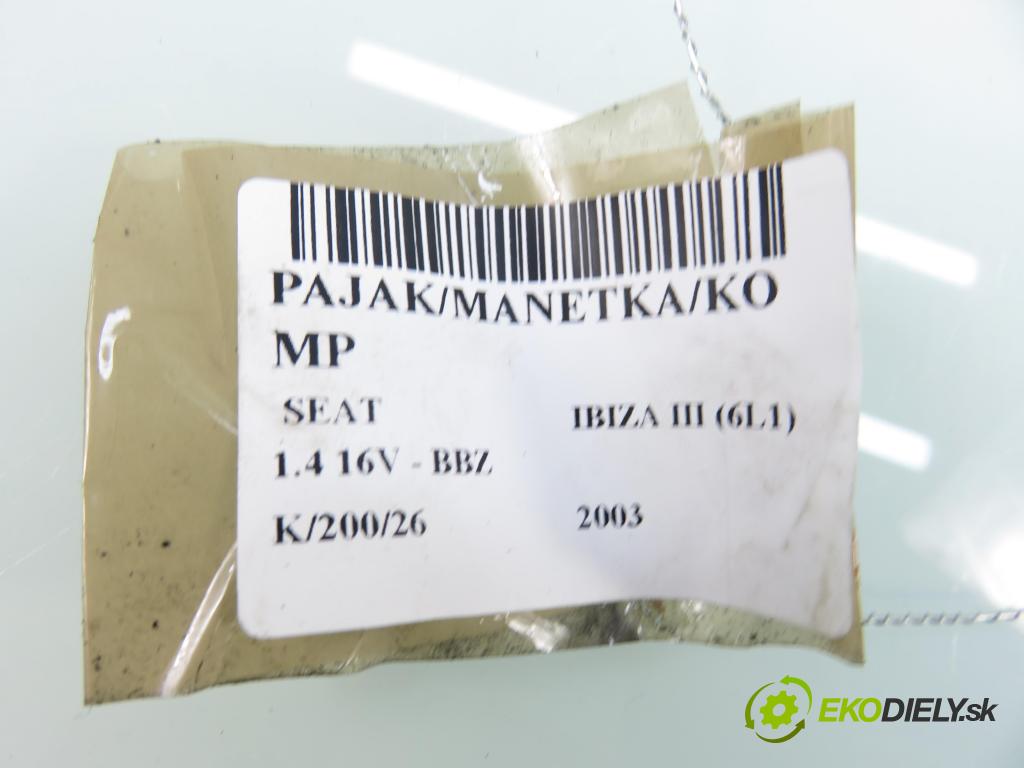 PAJAK/MANETKA/KO
MP
SEAT IBIZA III (6L1)
1.4 16V - BBZ
K/200/26 2003
EKODIELY.sk